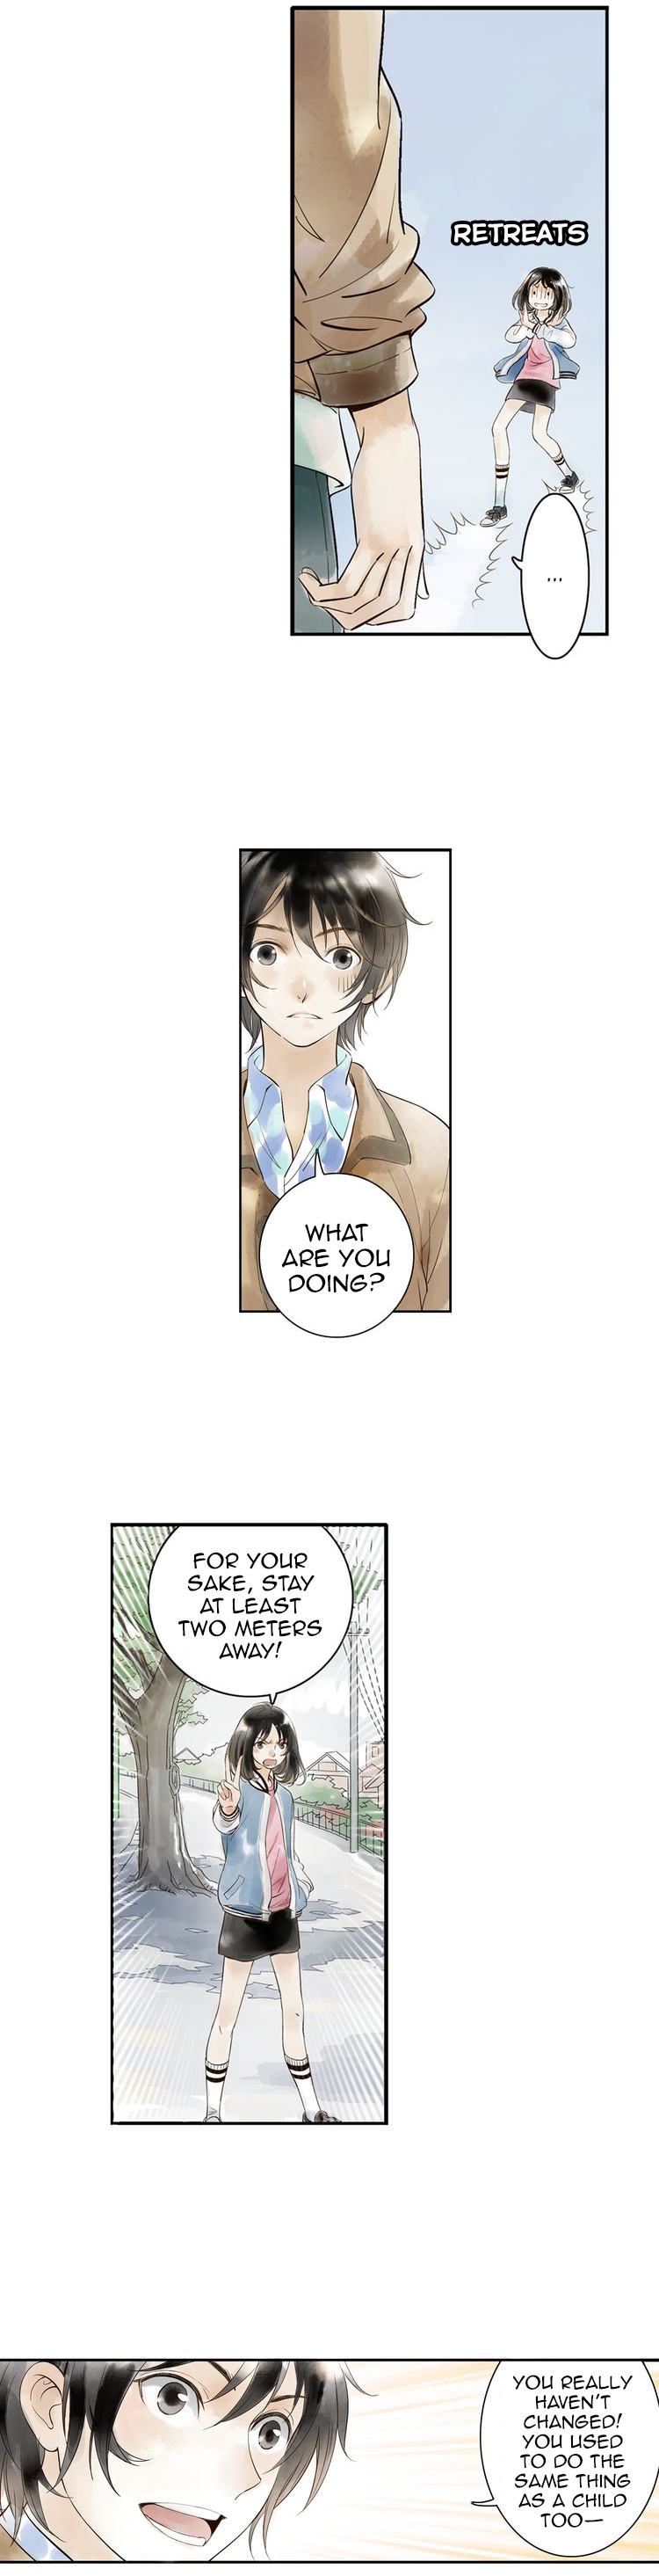 RETREATS
...
WHAT
ARE YOU
DOING?
FOR YOUR
SAKE, STAY
AT LEAST
TWO METERS
AWAY!
YOU REALLY
HAVEN'T
CHANGED!
YOU USED
TO DO THE
SAME THING
AS A CHILD
TOO—